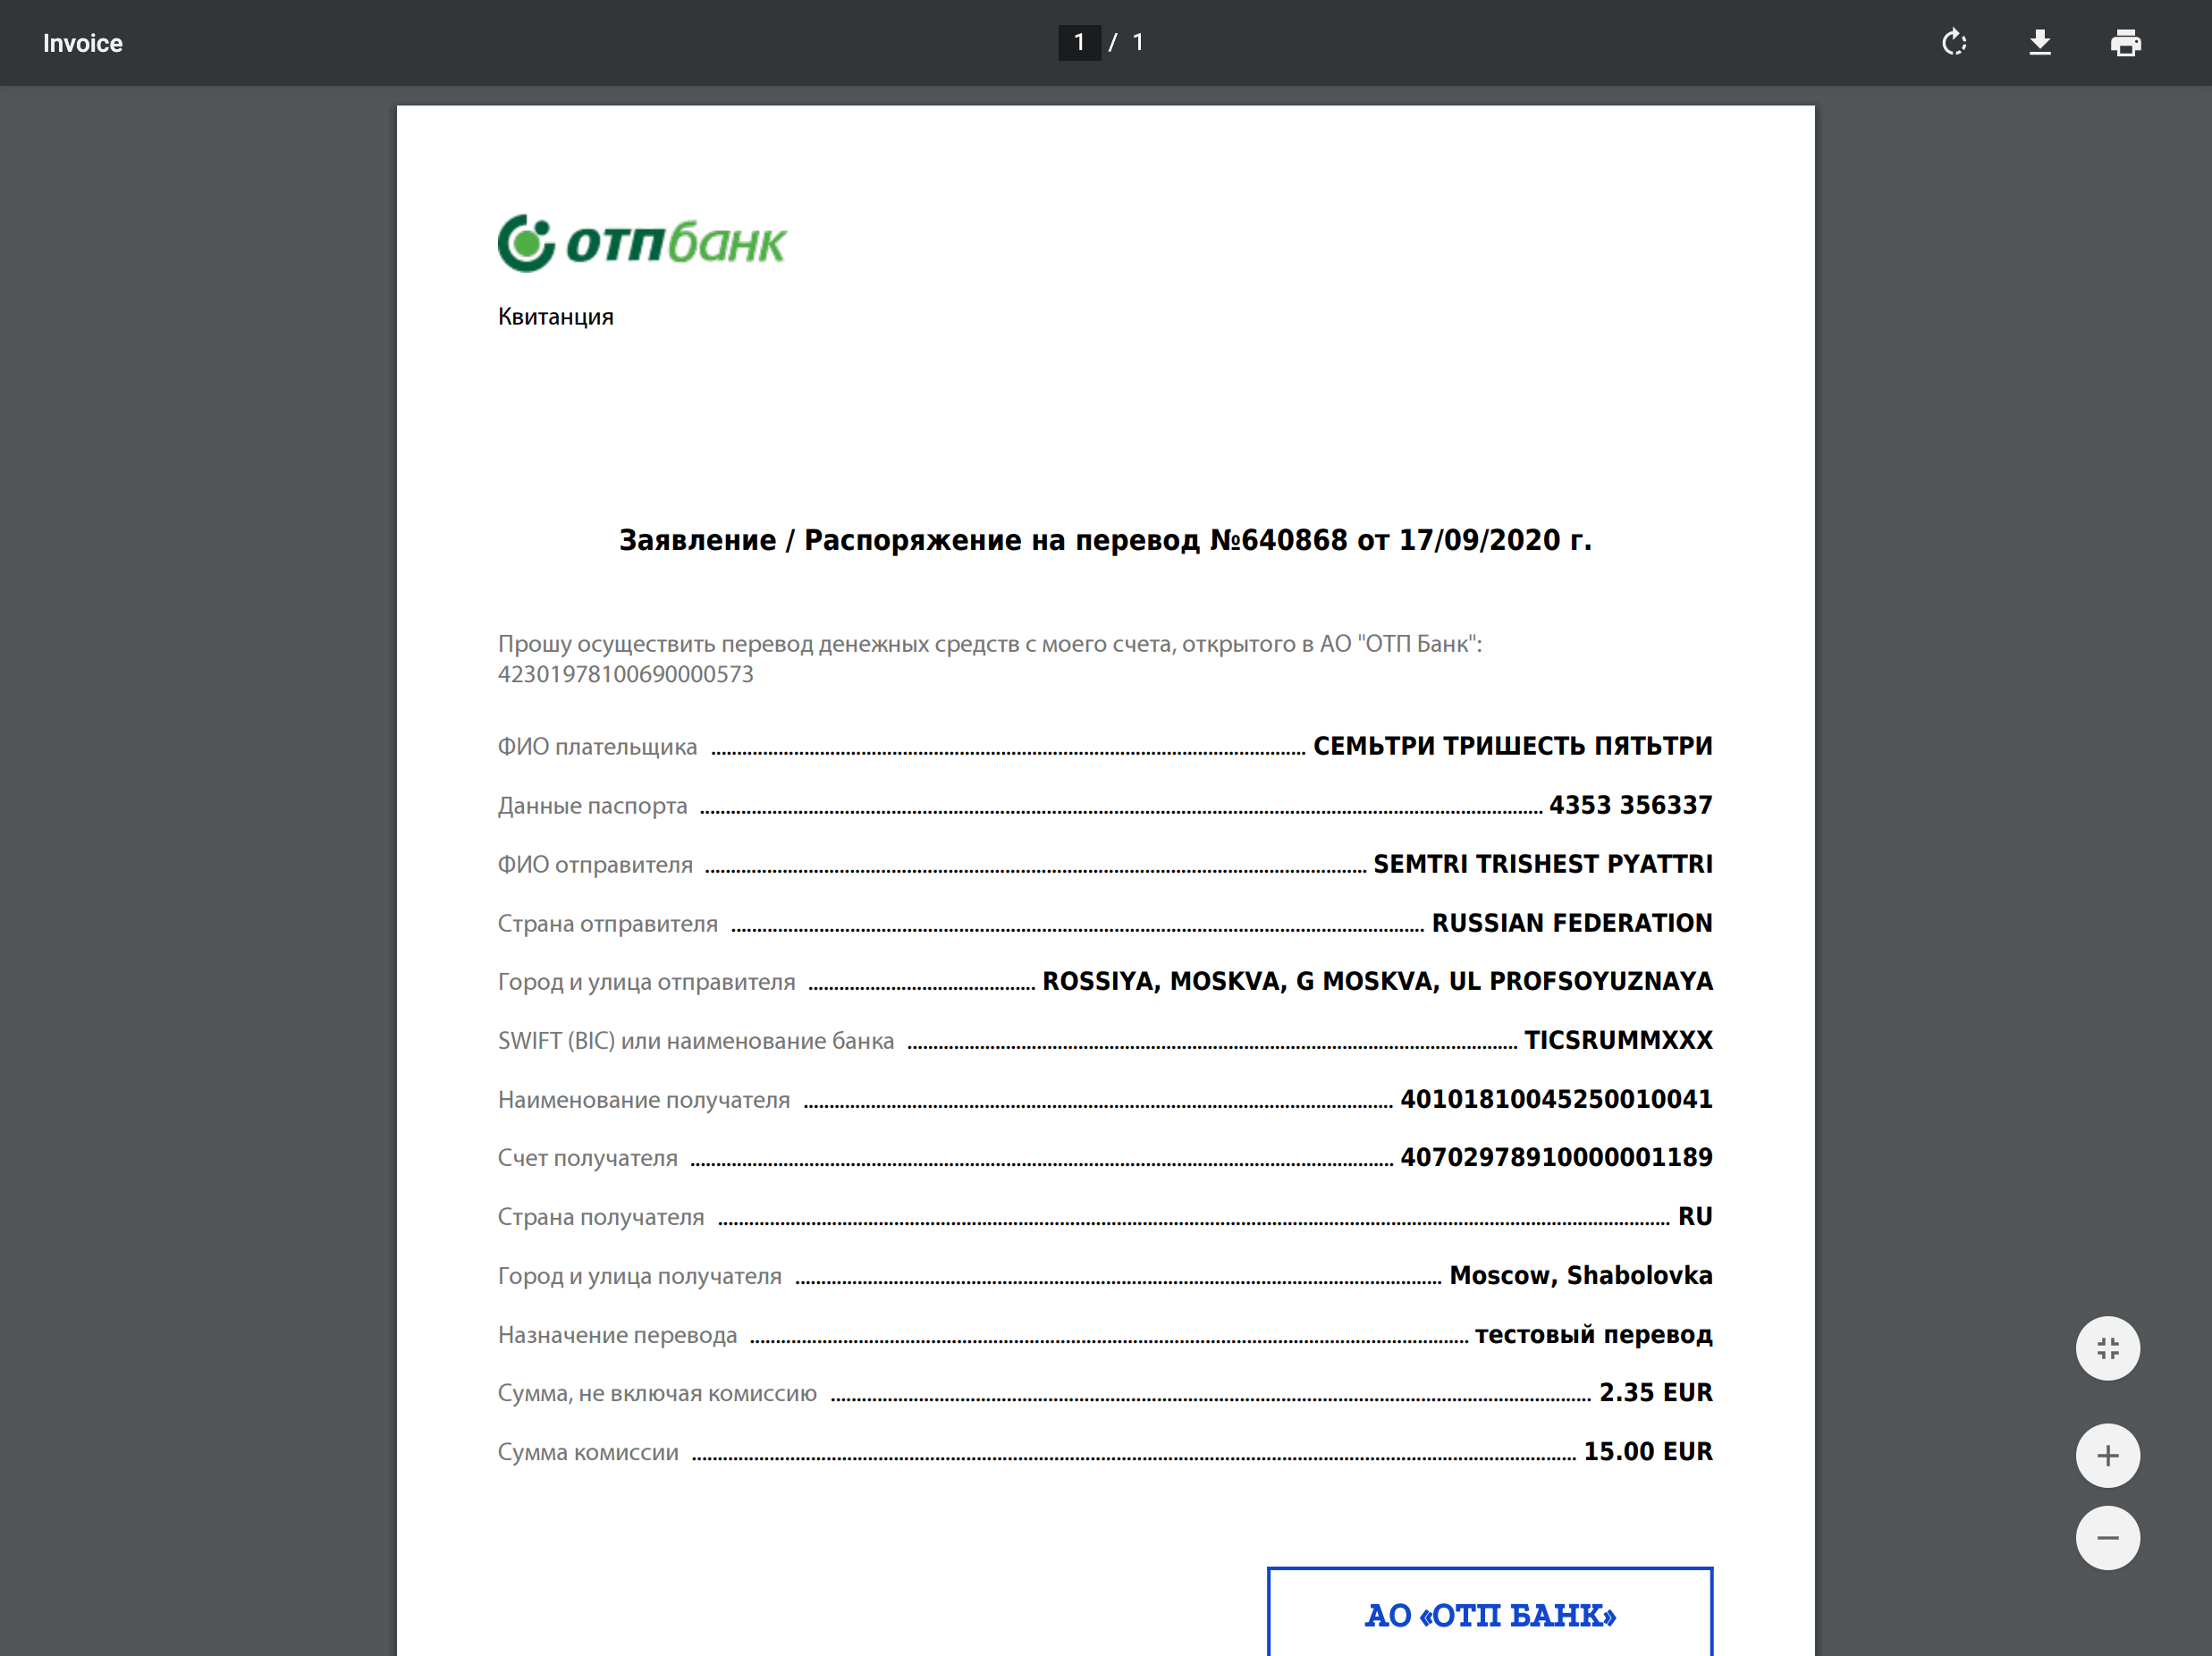 Invoice
1 / 1
отпбанк
Квитанция
Заявление / Распоряжение на перевод №640868 от 17/09/2020 г.
Прошу осуществить перевод денежных средств с моего счета, открытого в АО "ОТП Банк":
42301978100690000573
ФИО плательщика СЕМЬТРИ ТРИШЕСТЬ ПЯТЬТРИ
Данные паспорта 4353 356337
ФИО отправителя SEMTRI TRISHEST PYATTRI
Страна отправителя RUSSIAN FEDERATION
Город и улица отправителя ROSSIYA, MOSKVA, G MOSKVA, UL PROFSOYUZNAYA
SWIFT (BIC) или наименование банка TICSRUMMXXX
Наименование получателя 40101810045250010041
Счет получателя 40702978910000001189
Страна получателя RU
Город и улица получателя Moscow, Shabolovka
Назначение перевода тестовый перевод
Сумма, не включая комиссию 2.35 EUR
Сумма комиссии 15.00 EUR
АО «ОТП БАНК»